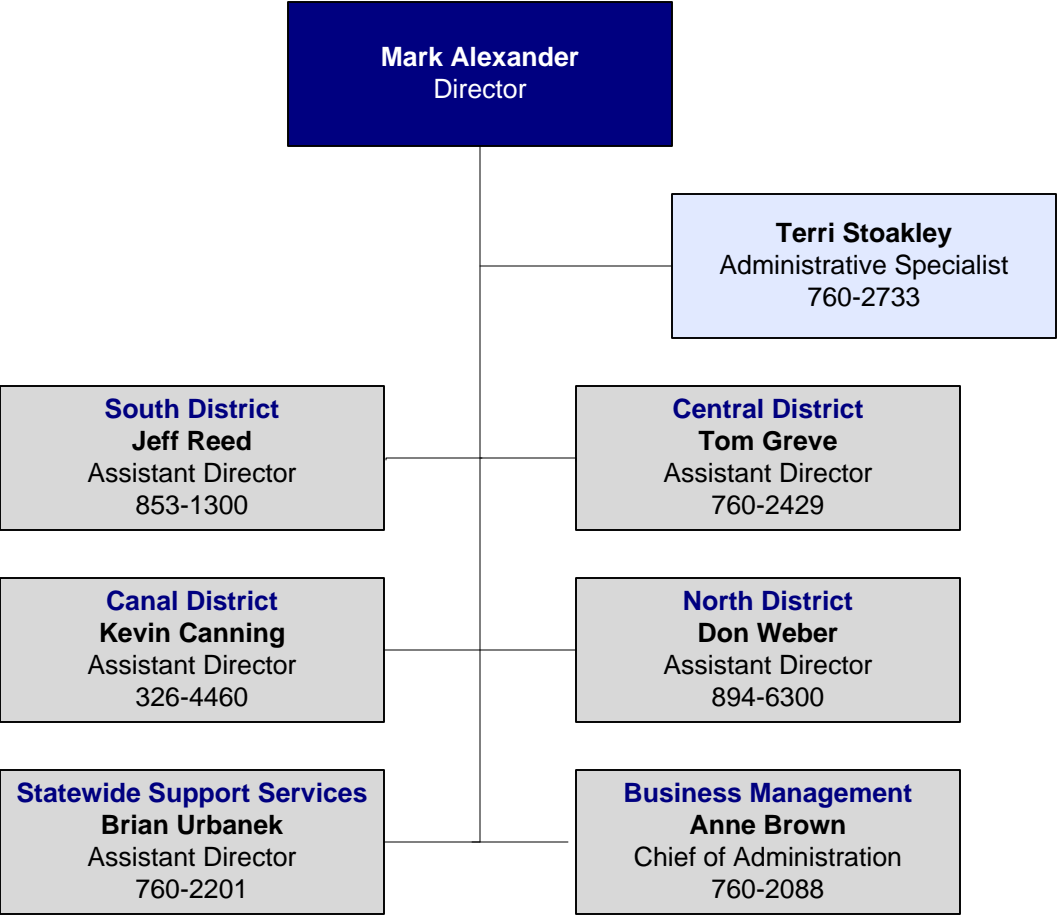 Mark Alexander
Director
Terri Stoakley
Administrative Specialist
760-2733
South District
Jeff Reed
Assistant Director
853-1300
Central District
Tom Greve
Assistant Director
760-2429
Canal District
Kevin Canning
Assistant Director
326-4460
North District
Don Weber
Assistant Director
894-6300
Statewide Support Services
Brian Urbanek
Assistant Director
760-2201
Business Management
Anne Brown
Chief of Administration
760-2088